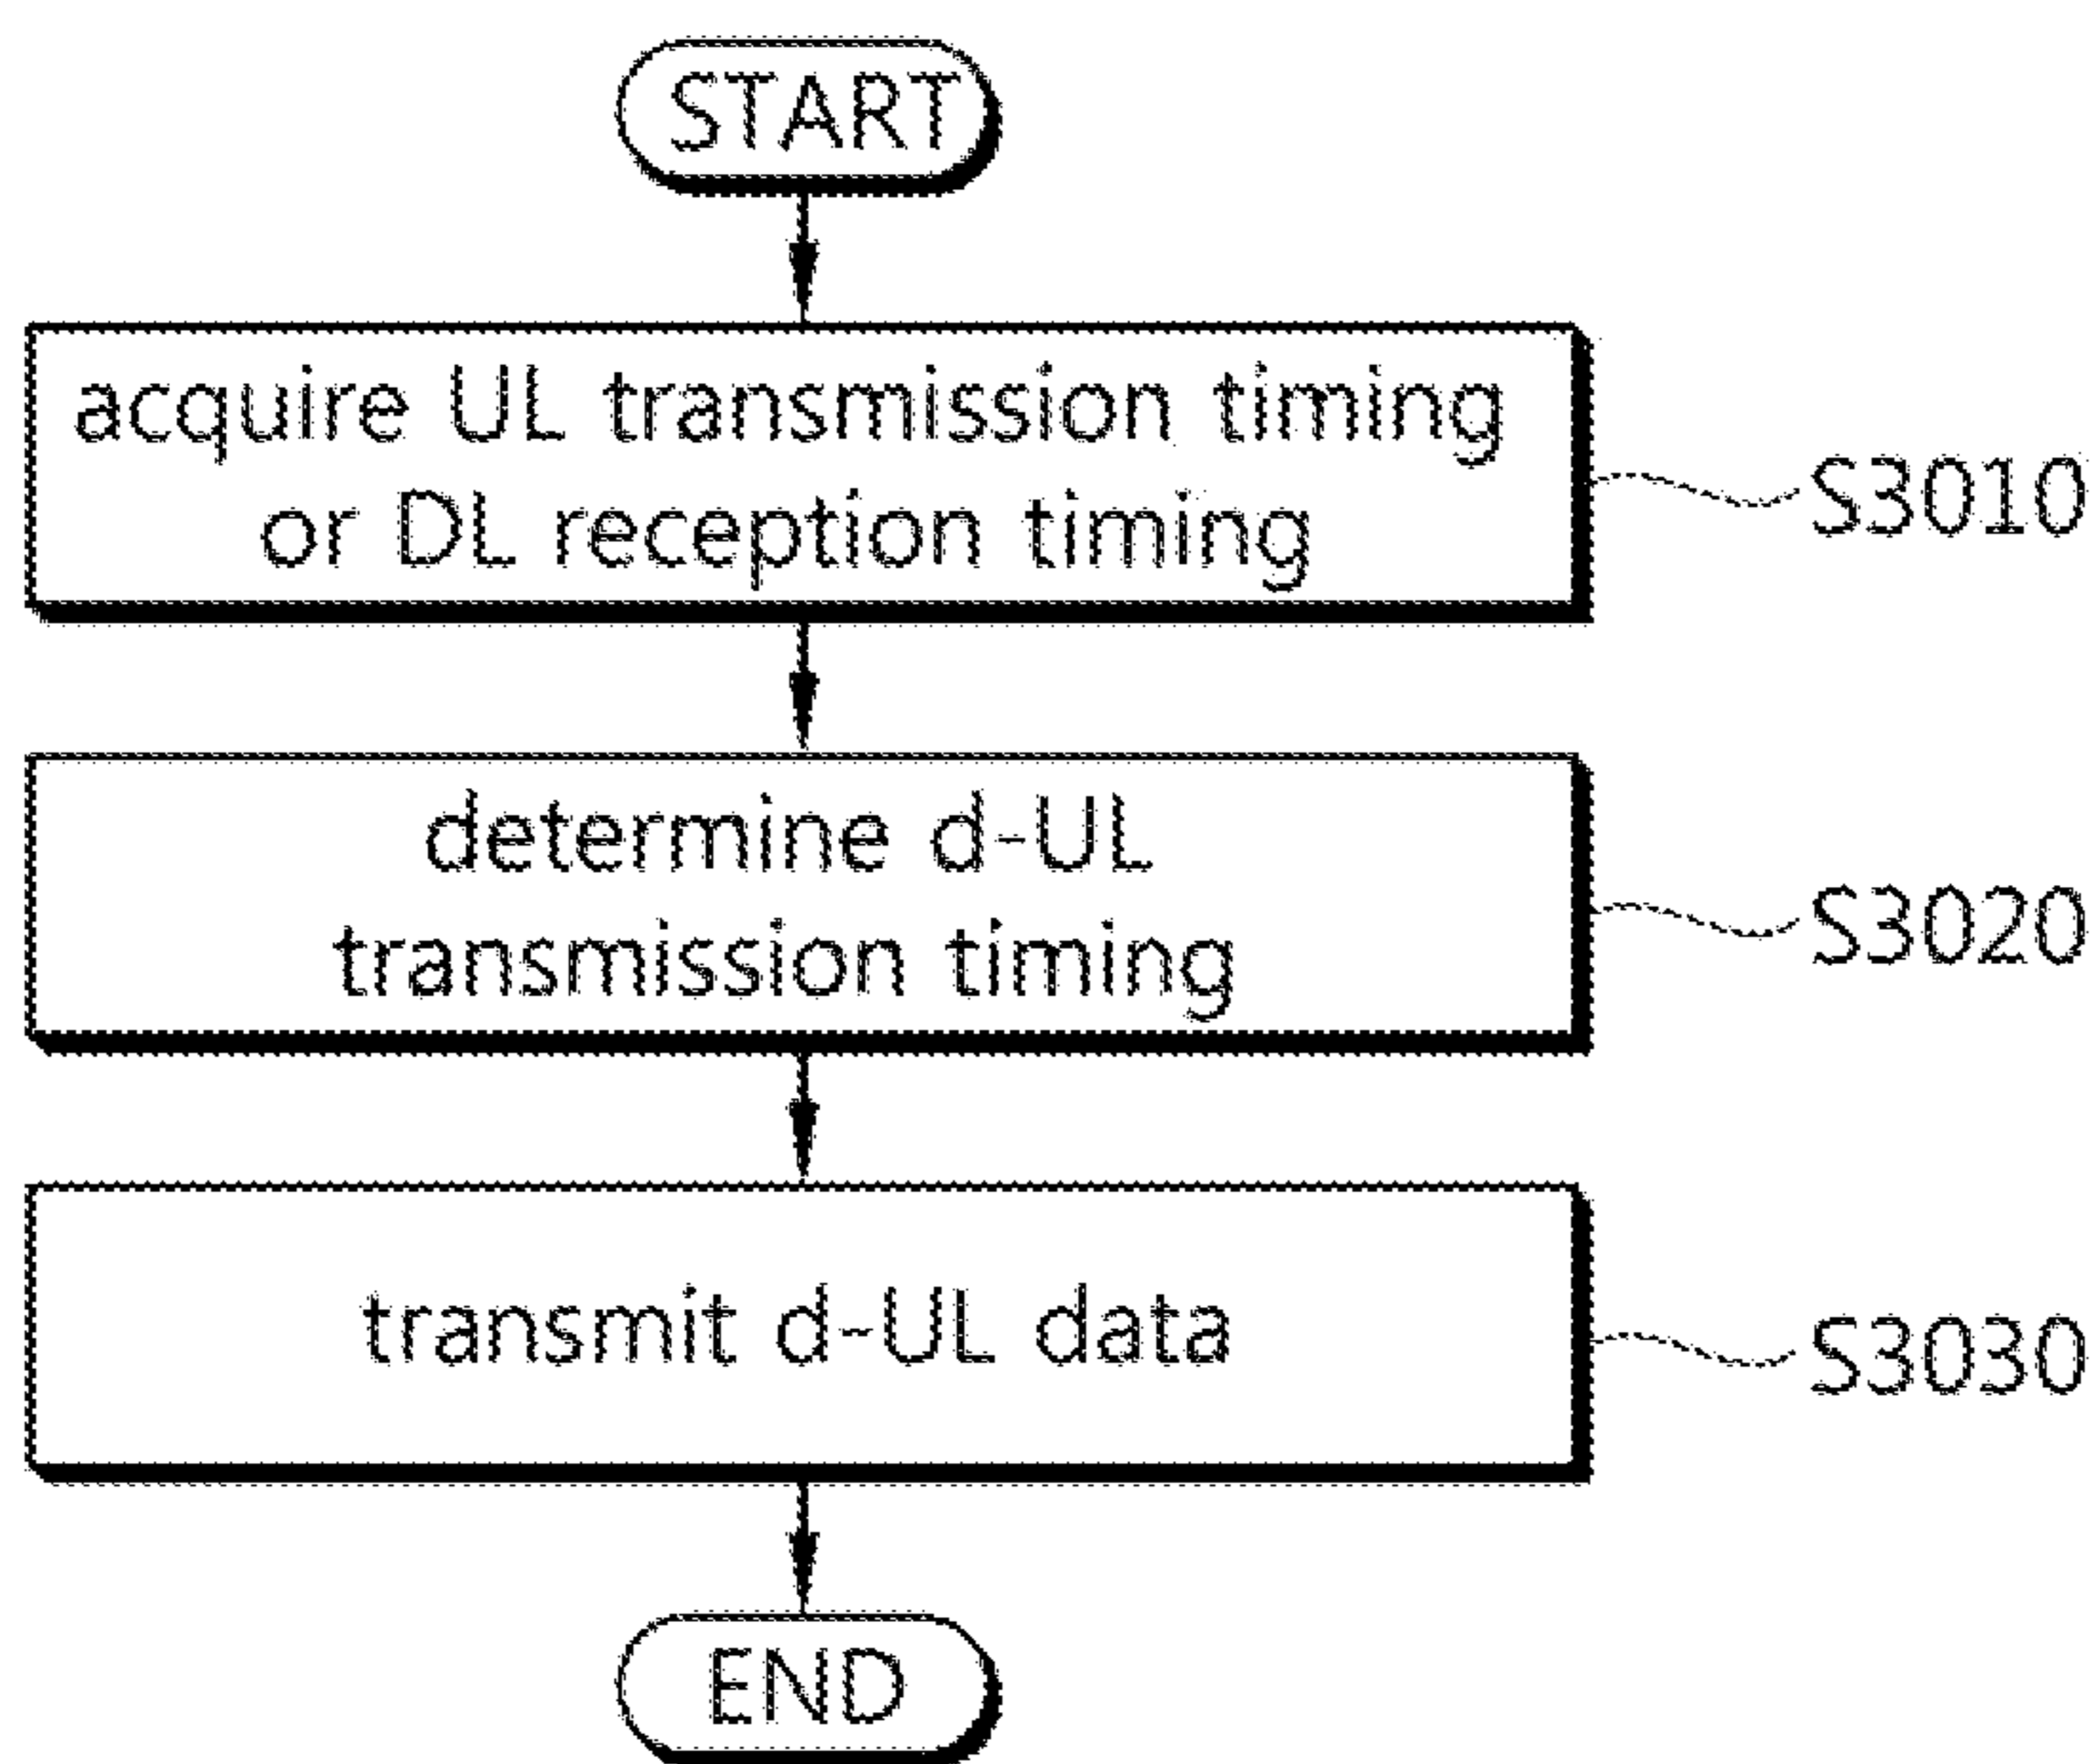 START
acquire UL transmission timing
or DL reception timing
S3010
determine d-UL
transmission timing
S3020
transmit d-UL data
S3030
END